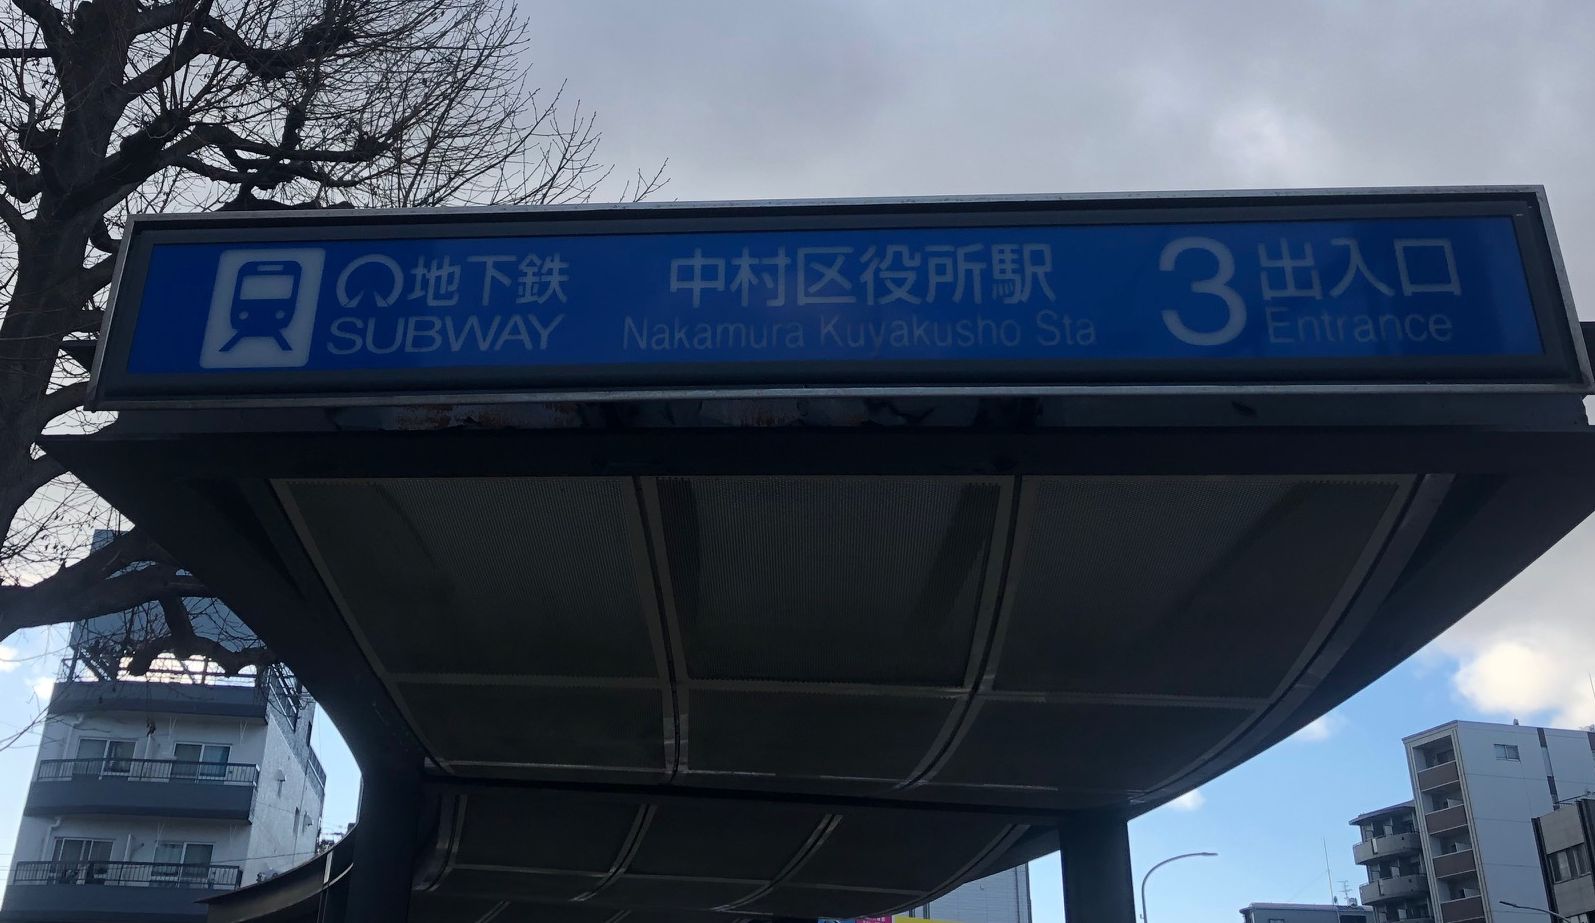 地下鉄
SUBWAY
中村区役所駅
Nakamura Kuyakusho Sta
3
出入口
Entrance